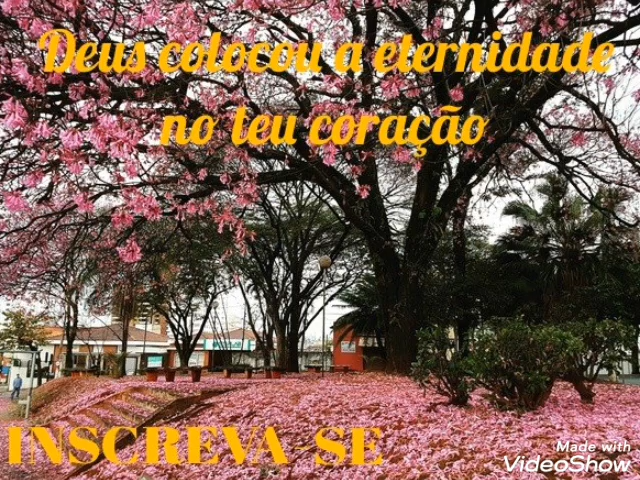 Deus colocou a eternidade
no teu coração
INSCREVA-SE
Made with
VideoShow